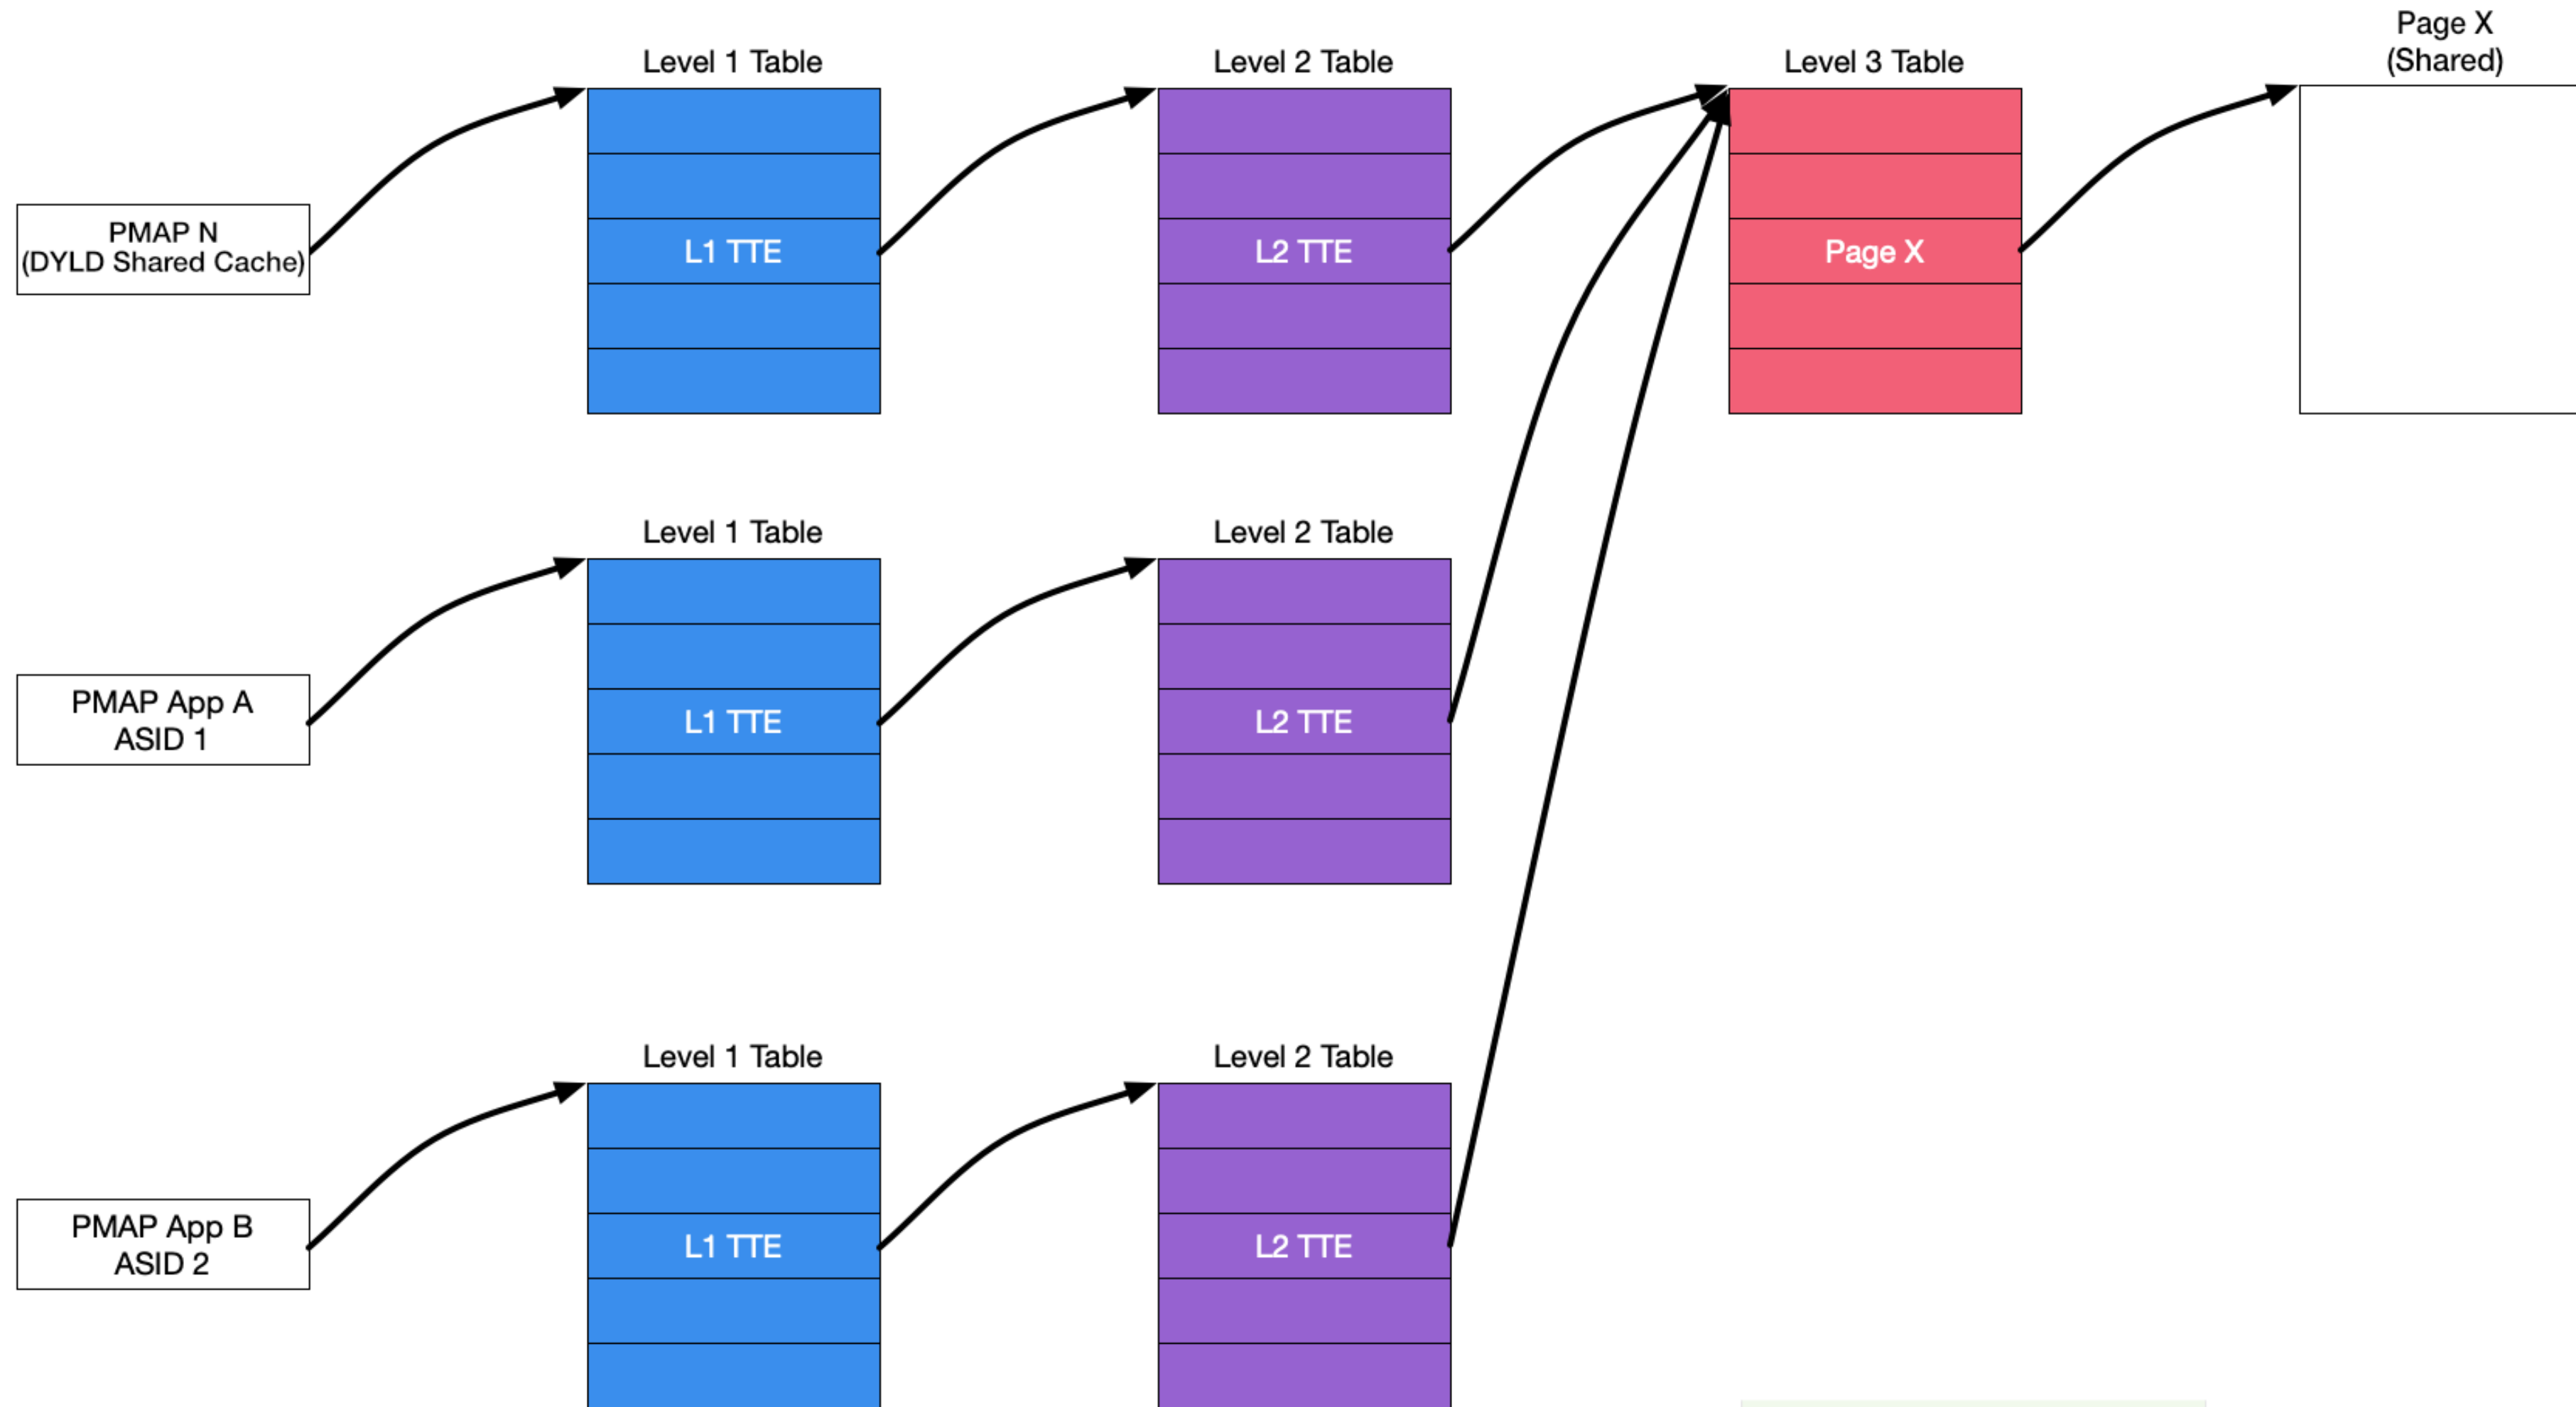 Page X
(Shared)
Level 1 Table
Level 2 Table
Level 3 Table
PMAP N
(DYLD Shared Cache)
L1 TTE
L2 TTE
Page X
Level 1 Table
Level 2 Table
PMAP App A
ASID 1
L1 TTE
L2 TTE
Level 1 Table
Level 2 Table
PMAP App B
ASID 2
L1 TTE
L2 TTE